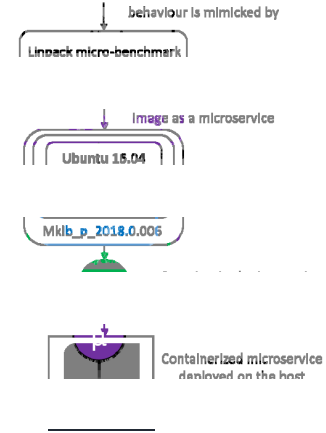 behaviour is mimicked by
Linpack micro-benchmark
Image as a microservice
Ubuntu 16.04
Mklb_p_2018.0.006
Containerized microservice
deployed on the host